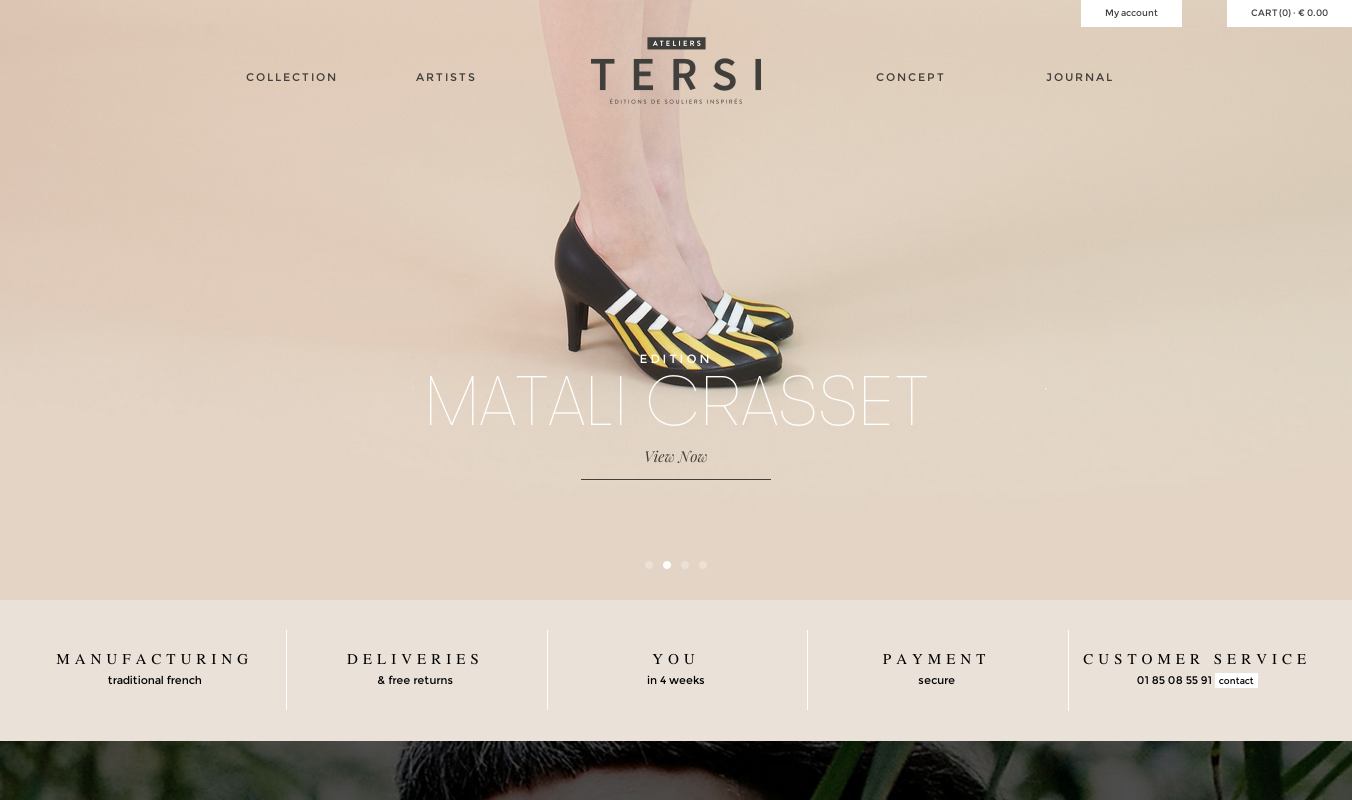 My account
CART (0) - € 0.00
ATELIERS
TERSI
ÉDITIONS DE SOULIERS INSPIRÉS
COLLECTION
ARTISTS
CONCEPT
JOURNAL
EDITION
MATALI CRASSET
View Now
MANUFACTURING
traditional french
DELIVERIES
& free returns
YOU
in 4 weeks
PAYMENT
secure
CUSTOMER SERVICE
01 85 08 55 91 contact